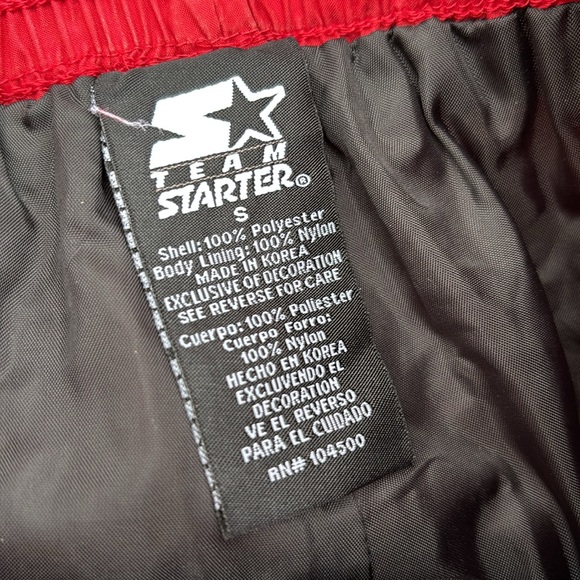 TEAM
STARTER®
S
Shell:100% Polyester
Body Lining:100% Nylon
MADE IN KOREA
EXCLUSIVE OF DECORATION
SEE REVERSE FOR CARE
Cuerpo:100% Poliester
Cuerpo Forro:
100% Nylon
HECHO EN KOREA
EXCLUVENDO EL
DECORATION
VE EL REVERSO
PARA EL CUIDADO
RN# 104500